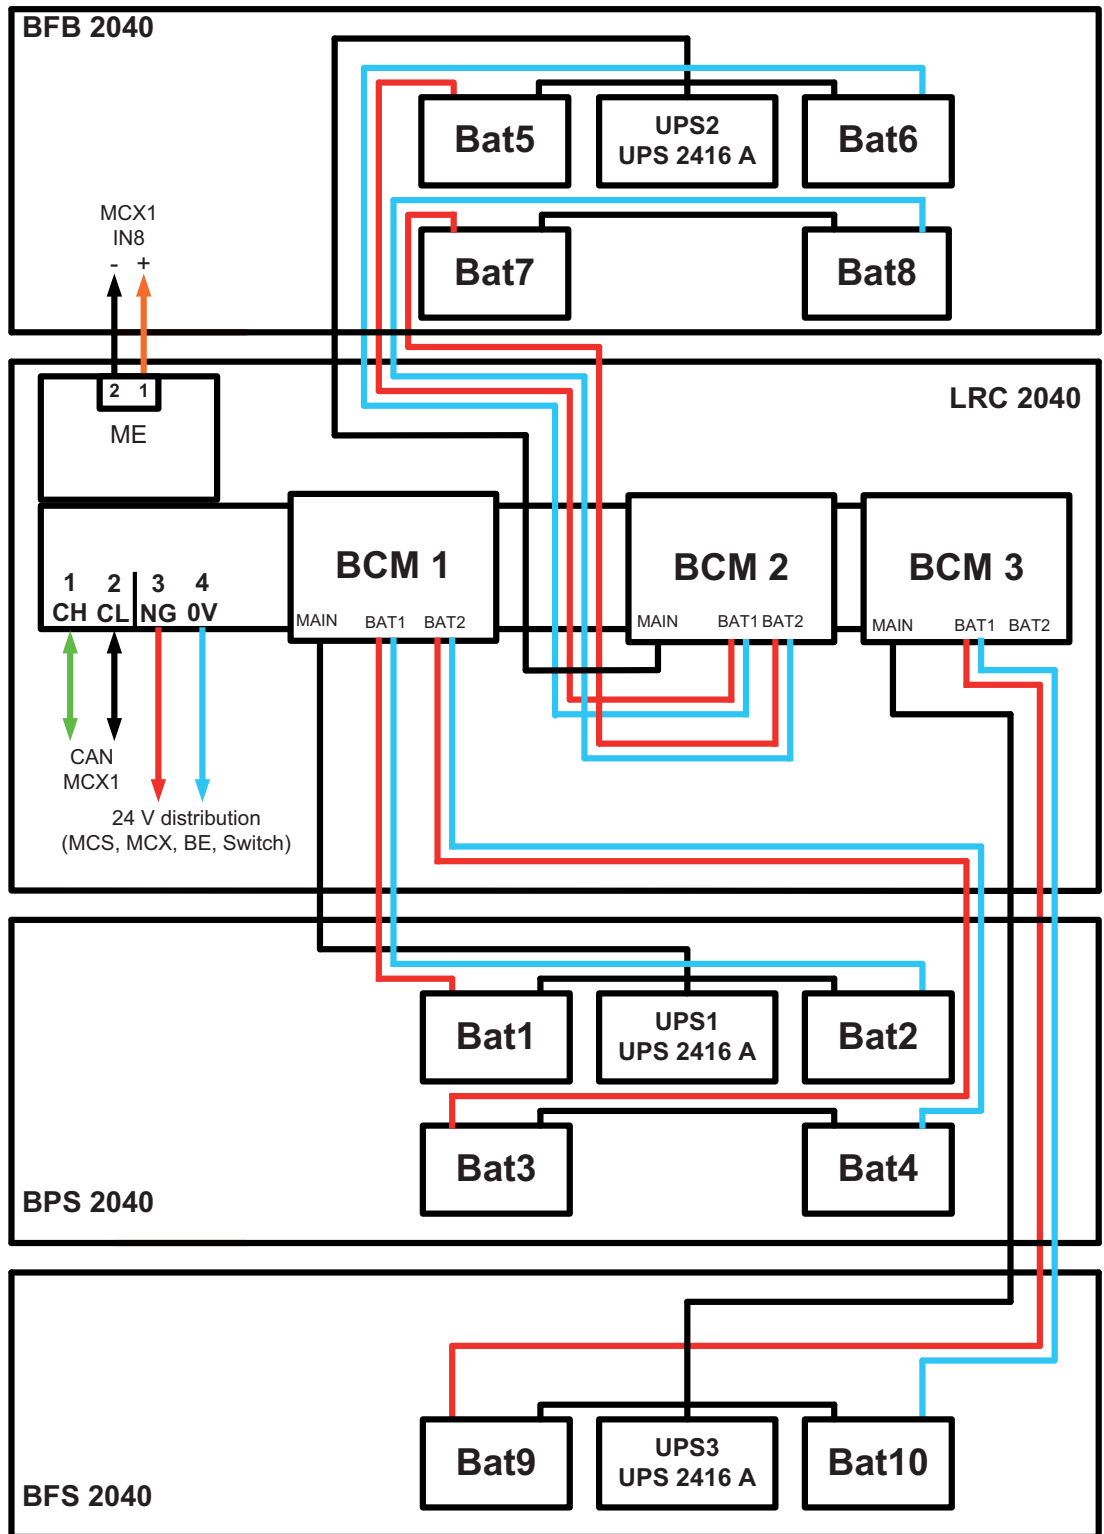 BFB 2040
Bat5
UPS2
UPS 2416 A
Bat6
MCX1
IN8
- +
Bat7
Bat8
2 1
ME
LRC 2040
BCM 1
BCM 2
BCM 3
1 2 3 4
CH CL NG 0V
MAIN BAT1 BAT2
MAIN BAT1 BAT2
MAIN BAT1 BAT2
CAN
MCX1
24 V distribution
(MCS, MCX, BE, Switch)
Bat1
UPS1
UPS 2416 A
Bat2
Bat3
Bat4
BPS 2040
Bat9
UPS3
UPS 2416 A
Bat10
BFS 2040